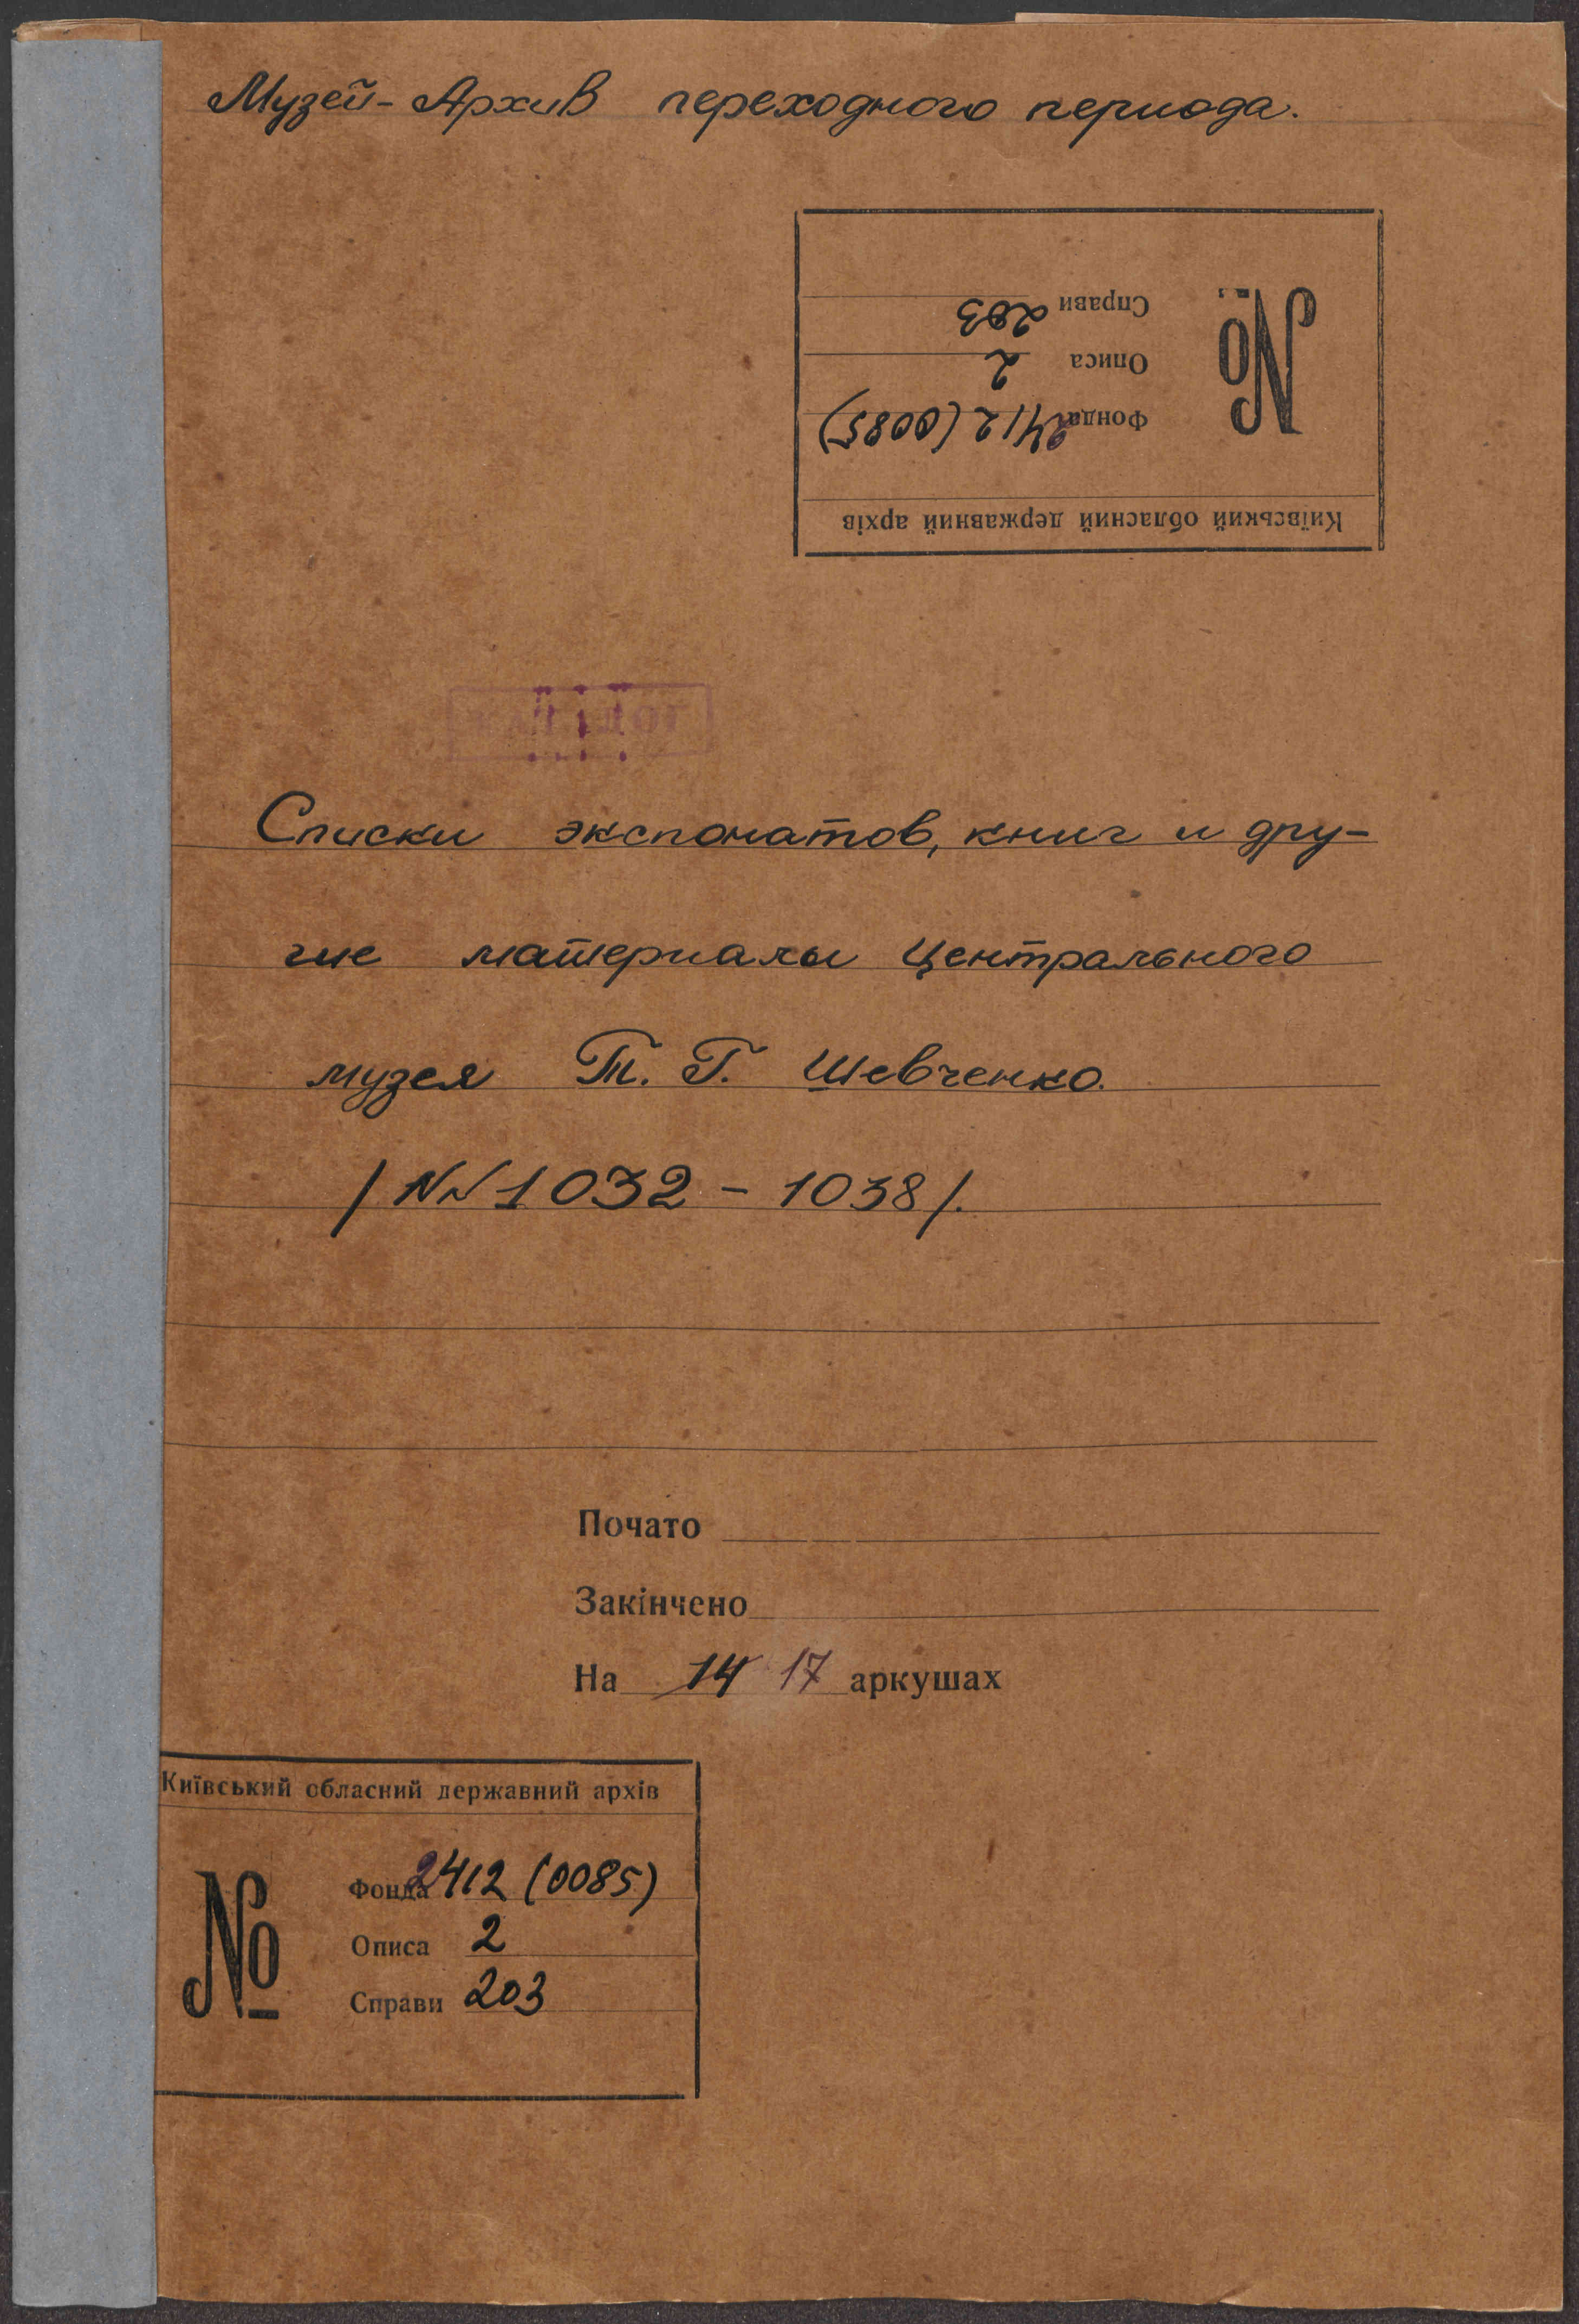 Музей-Архив переходного периода.
Київський обласний державний архів
№
Фонда 2412 (0085)
Описа 2
Справи 203
Списки экспонатов, книг и дру-
гие материалы Центрального
музея Т. Г. Шевченко.
/NN 1032 - 1038/.
Почато
Закінчено
На 14 17 аркушах
Київський обласний державний архів
№
Фонда 2412 (0085)
Описа 2
Справи 203